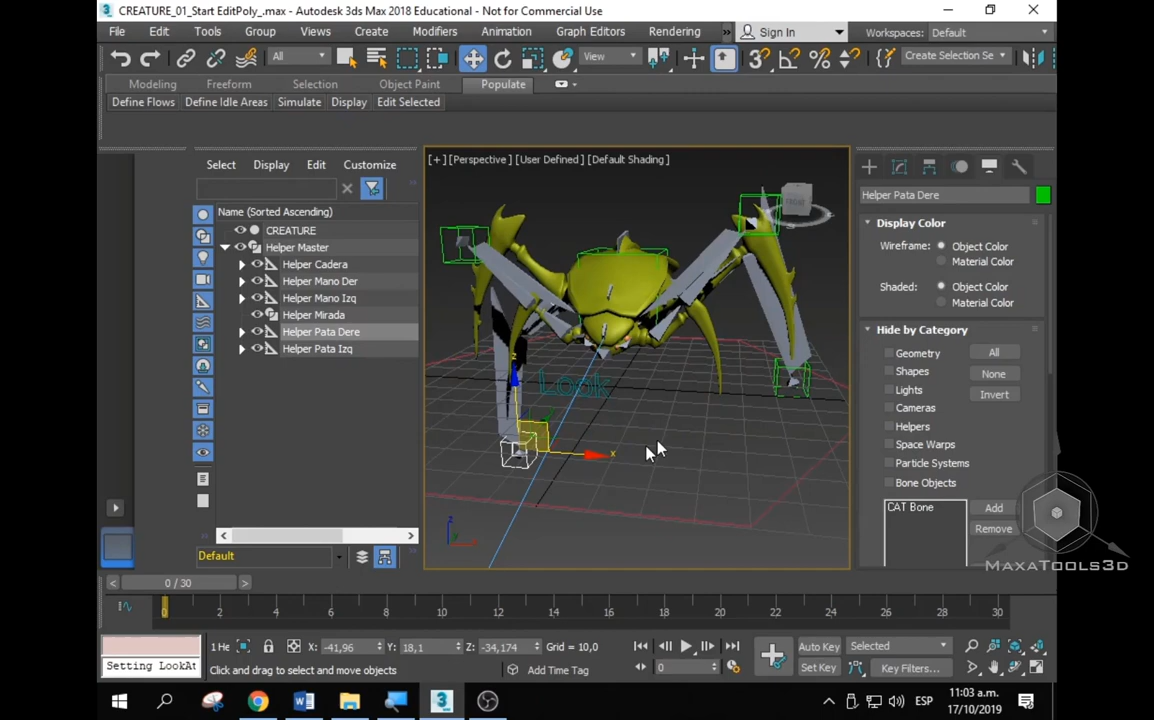 CREATURE_01_Start EditPoly_.max - Autodesk 3ds Max 2018 Educational - Not for Commercial Use
File Edit Tools Group Views Create Modifiers Animation Graph Editors Rendering » Sign In Workspaces: Default
All View Create Selection Se
Modeling Freeform Selection Object Paint Populate
Define Flows Define Idle Areas Simulate Display Edit Selected
Select Display Edit Customize
[+] [Perspective] [User Defined] [Default Shading]
Name (Sorted Ascending)
CREATURE
Helper Master
Helper Cadera
Helper Mano Der
Helper Mano Izq
Helper Mirada
Helper Pata Dere
Helper Pata Izq
Default
Look
z
x
z
Helper Pata Dere
Display Color
Wireframe: Object Color
Material Color
Shaded: Object Color
Material Color
Hide by Category
Geometry All
Shapes None
Lights Invert
Cameras
Helpers
Space Warps
Particle Systems
Bone Objects
CAT Bone Add
Remove
MAXATOOLS3D
0 / 30
0 2 4 6 8 10 12 14 16 18 20 22 24 26 28 30
1 He X: -41,96 Y: 18,1 Z: -34,174 Grid = 10,0 Auto Key Selected
Setting LookAt Click and drag to select and move objects Add Time Tag 0 Set Key Key Filters...
ESP 11:03 a.m.
17/10/2019